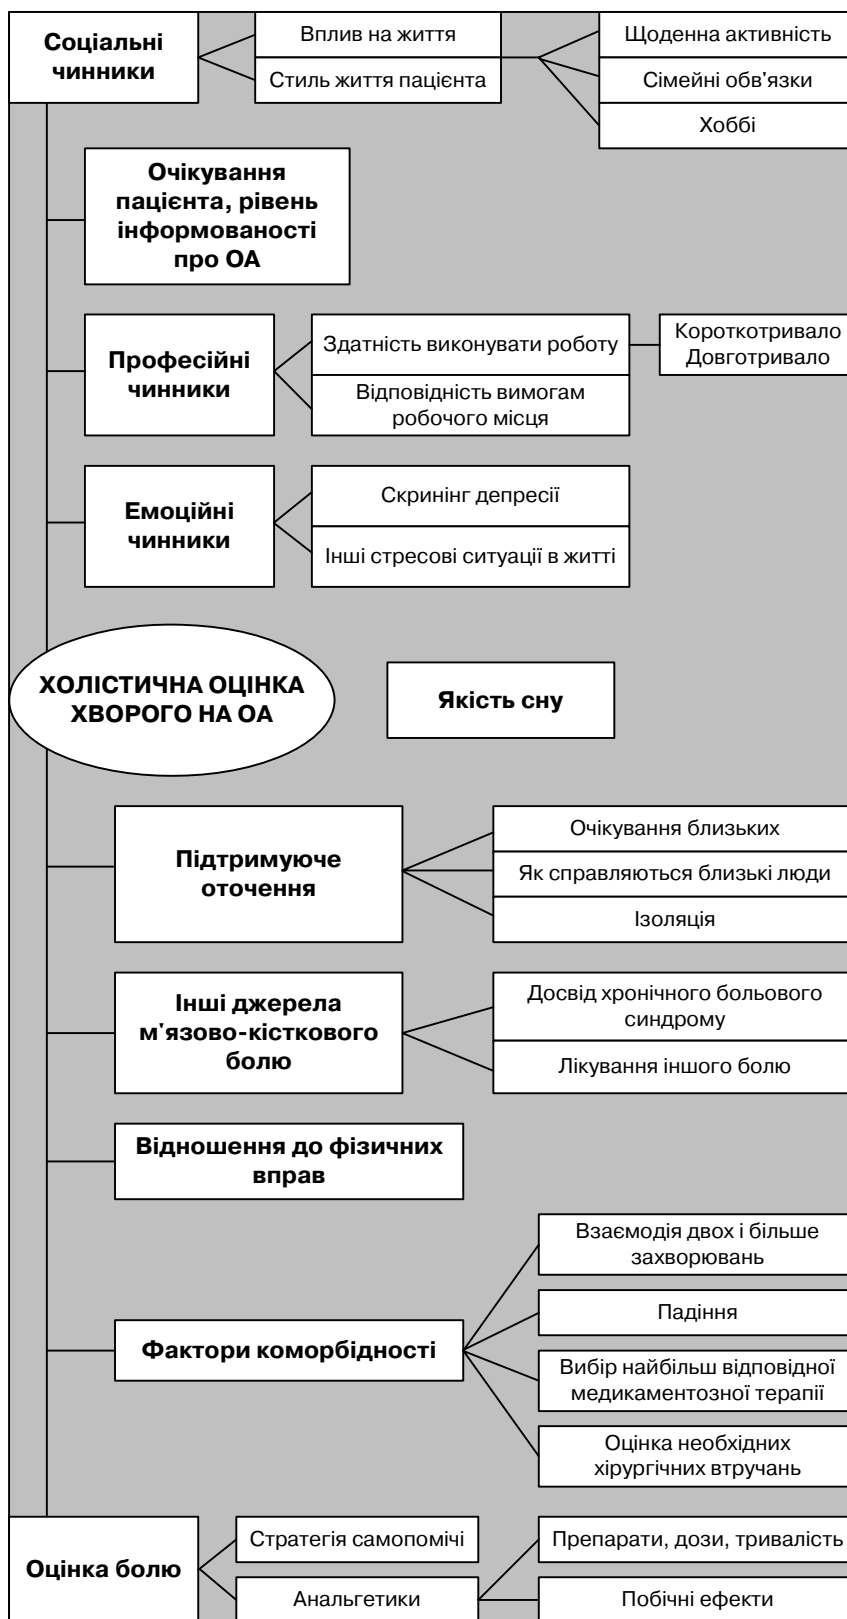 Соціальні
чинники
Вплив на життя
Стиль життя пацієнта
Щоденна активність
Сімейні обв'язки
Хоббі
Очікування
пацієнта, рівень
інформованості
про ОА
Професійні
чинники
Здатність виконувати роботу
Відповідність вимогам
робочого місця
Короткотривало
Довготривало
Емоційні
чинники
Скринінг депресії
Інші стресові ситуації в житті
ХОЛІСТИЧНА ОЦІНКА
ХВОРОГО НА ОА
Якість сну
Підтримуюче
оточення
Очікування близьких
Як справляються близькі люди
Ізоляція
Інші джерела
м'язово-кісткового
болю
Досвід хронічного больового
синдрому
Лікування іншого болю
Відношення до фізичних
вправ
Фактори коморбідності
Взаємодія двох і більше
захворювань
Падіння
Вибір найбільш відповідної
медикаментозної терапії
Оцінка необхідних
хірургічних втручань
Оцінка болю
Стратегія самопомічі
Анальгетики
Препарати, дози, тривалість
Побічні ефекти